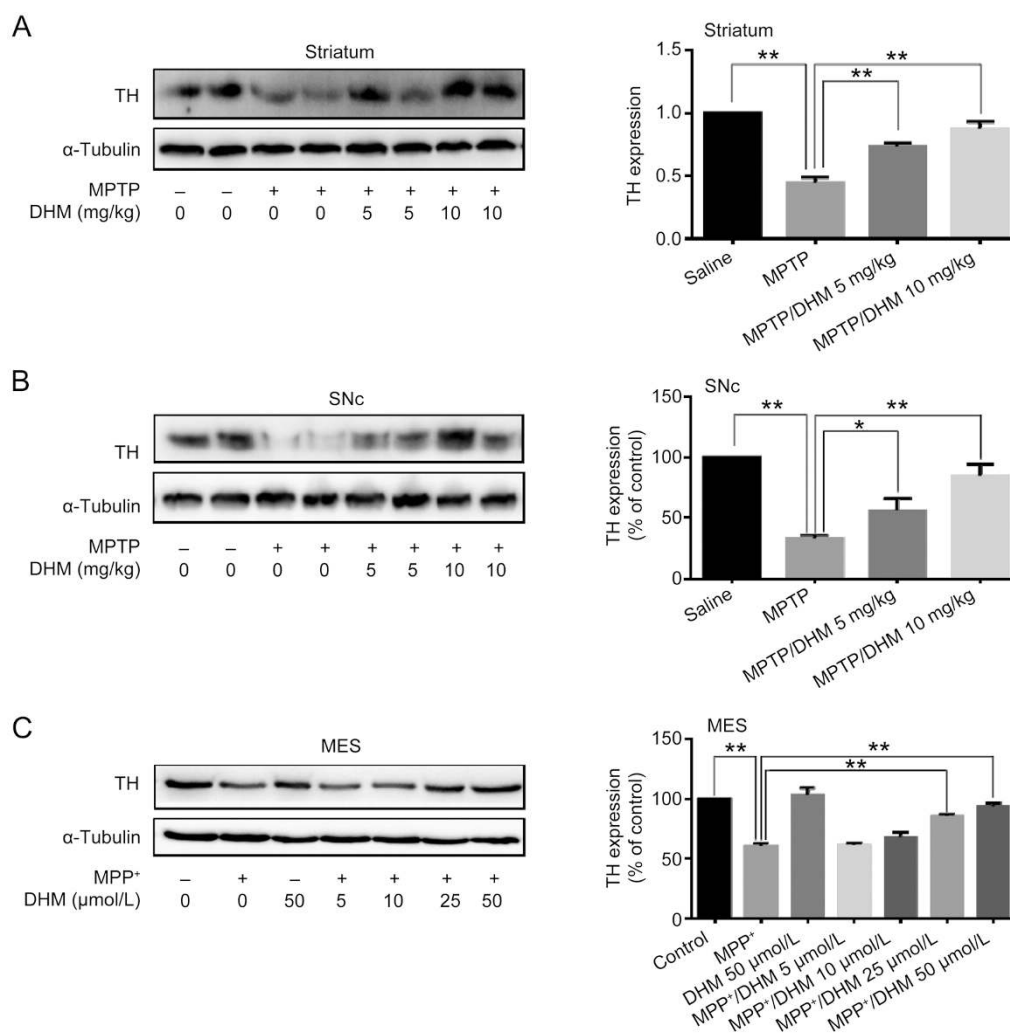 A
Striatum
TH
α-Tubulin
MPTP – – + + + + + +
DHM (mg/kg) 0 0 0 0 5 5 10 10
Striatum
** ** **
TH expression
1.5
1.0
0.5
0.0
Saline
MPTP
MPTP/DHM 5 mg/kg
MPTP/DHM 10 mg/kg
B
SNc
TH
α-Tubulin
MPTP – – + + + + + +
DHM (mg/kg) 0 0 0 0 5 5 10 10
SNc
** * **
TH expression
(% of control)
150
100
50
0
Saline
MPTP
MPTP/DHM 5 mg/kg
MPTP/DHM 10 mg/kg
C
MES
TH
α-Tubulin
MPP⁺ – + – + + + +
DHM (µmol/L) 0 0 50 5 10 25 50
MES
** ** **
TH expression
(% of control)
150
100
50
0
Control
MPP⁺
DHM 50 µmol/L
MPP⁺/DHM 5 µmol/L
MPP⁺/DHM 10 µmol/L
MPP⁺/DHM 25 µmol/L
MPP⁺/DHM 50 µmol/L